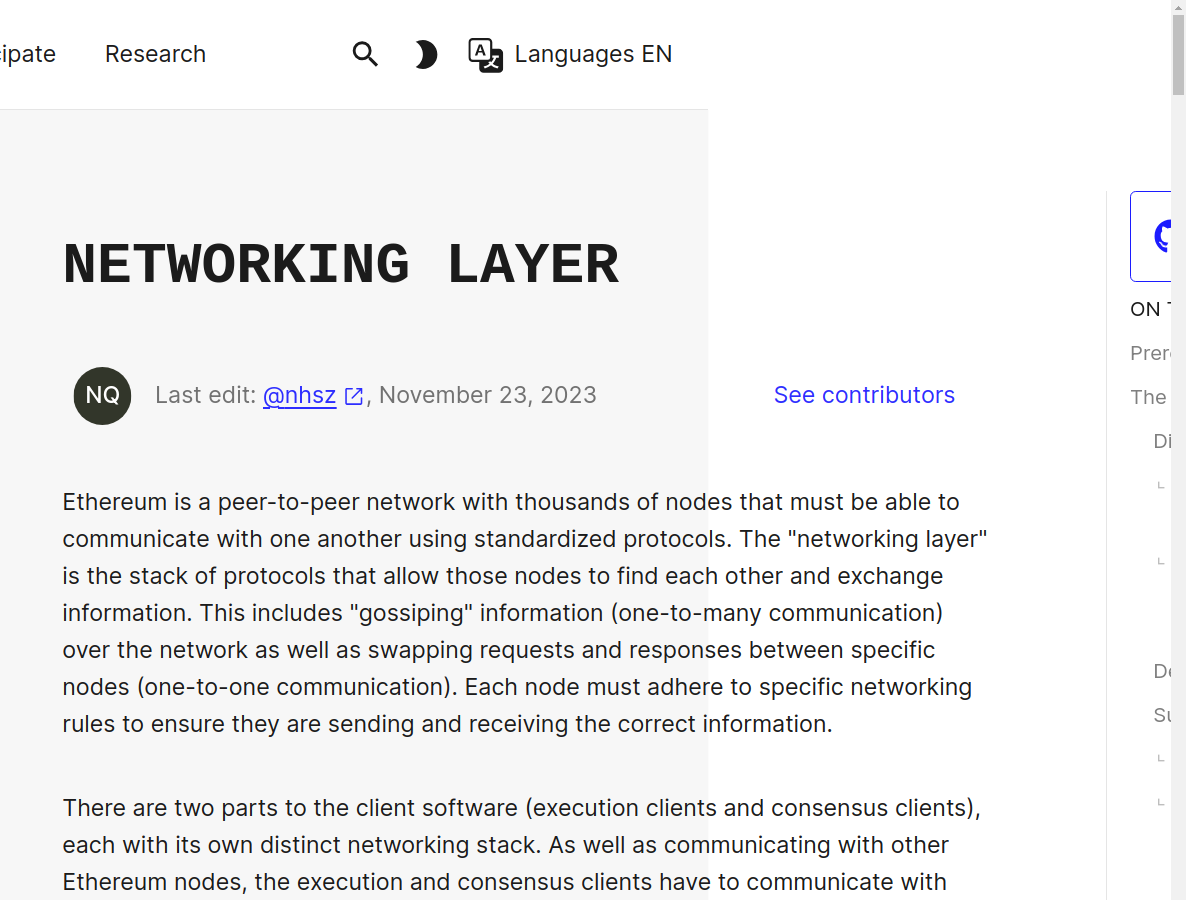 cipate Research Languages EN
NETWORKING LAYER
NQ Last edit: @nhsz, November 23, 2023 See contributors
Ethereum is a peer-to-peer network with thousands of nodes that must be able to
communicate with one another using standardized protocols. The "networking layer"
is the stack of protocols that allow those nodes to find each other and exchange
information. This includes "gossiping" information (one-to-many communication)
over the network as well as swapping requests and responses between specific
nodes (one-to-one communication). Each node must adhere to specific networking
rules to ensure they are sending and receiving the correct information.
There are two parts to the client software (execution clients and consensus clients),
each with its own distinct networking stack. As well as communicating with other
Ethereum nodes, the execution and consensus clients have to communicate with
ON
Prer
The
Di
De
Su